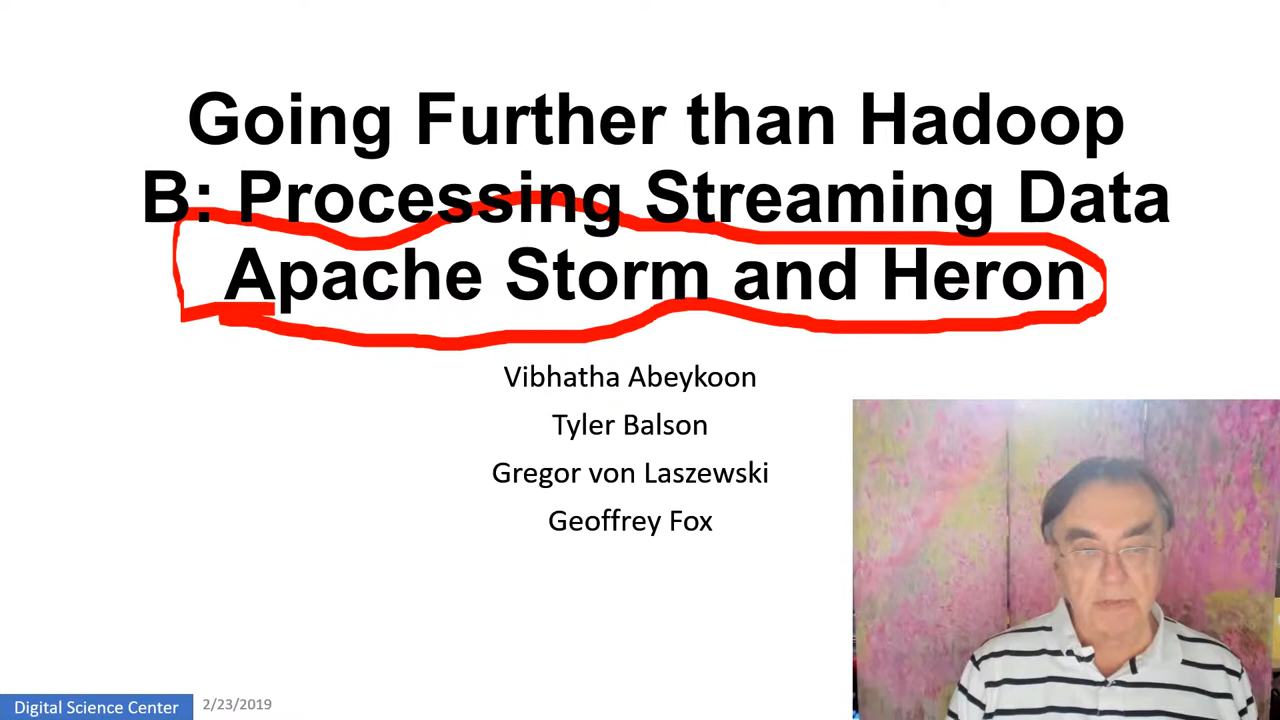 Going Further than Hadoop
B: Processing Streaming Data
Apache Storm and Heron
Vibhatha Abeykoon
Tyler Balson
Gregor von Laszewski
Geoffrey Fox
Digital Science Center
2/23/2019